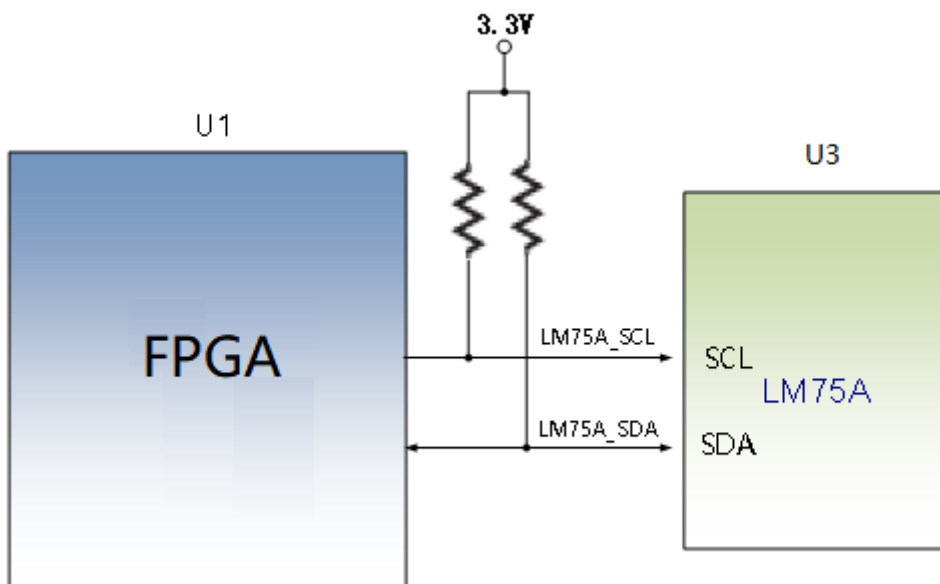 3.3V
U1
U3
FPGA
LM75A_SCL
SCL
LM75A
LM75A_SDA
SDA